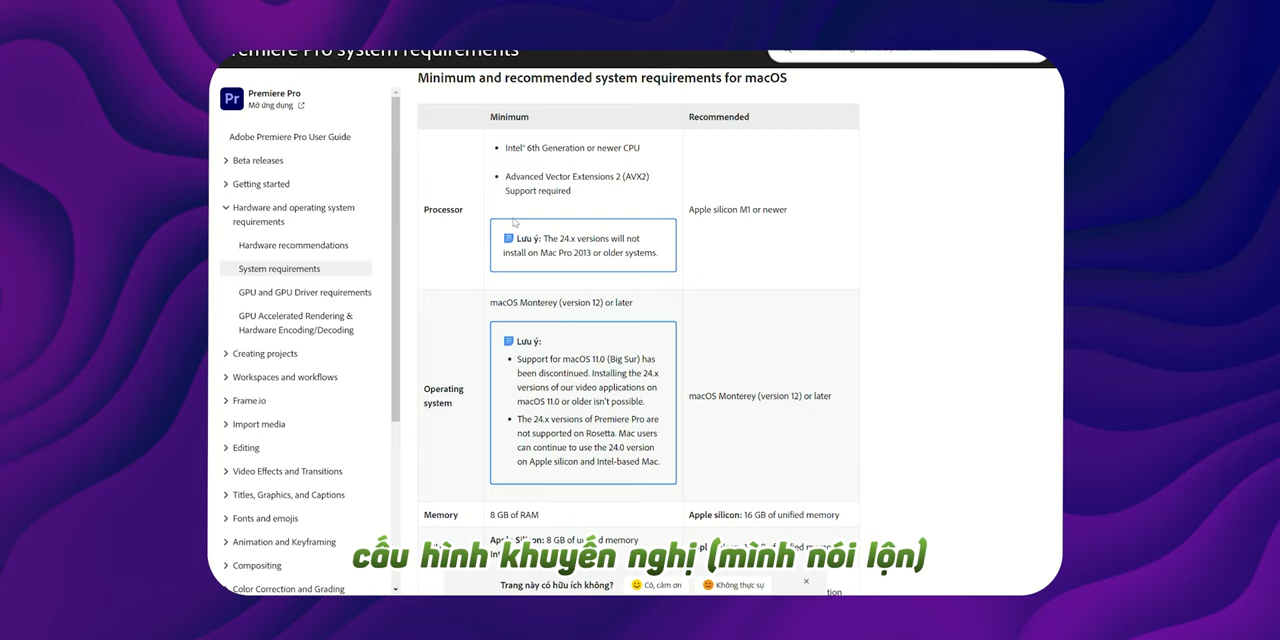 Premiere Pro system requirements
Minimum and recommended system requirements for macOS
Pr
Premiere Pro
Mở ứng dụng
Adobe Premiere Pro User Guide
Beta releases
Getting started
Hardware and operating system
requirements
Hardware recommendations
System requirements
GPU and GPU Driver requirements
GPU Accelerated Rendering &
Hardware Encoding/Decoding
Creating projects
Workspaces and workflows
Frame.io
Import media
Editing
Video Effects and Transitions
Titles, Graphics, and Captions
Fonts and emojis
Animation and Keyframing
Compositing
Color Correction and Grading
Minimum
Recommended
Processor
• Intel® 6th Generation or newer CPU
• Advanced Vector Extensions 2 (AVX2)
Support required
Lưu ý: The 24.x versions will not
install on Mac Pro 2013 or older systems.
Apple silicon M1 or newer
Operating
system
macOS Monterey (version 12) or later
Lưu ý:
• Support for macOS 11.0 (Big Sur) has
been discontinued. Installing the 24.x
versions of our video applications on
macOS 11.0 or older isn't possible.
• The 24.x versions of Premiere Pro are
not supported on Rosetta. Mac users
can continue to use the 24.0 version
on Apple silicon and Intel-based Mac.
macOS Monterey (version 12) or later
Memory
8 GB of RAM
Apple silicon: 16 GB of unified memory
Apple Silicon: 8 GB of unified memory
cấu hình khuyến nghị (mình nói lộn)
Trang này có hữu ích không?
Có, cảm ơn
Không thực sự
tion